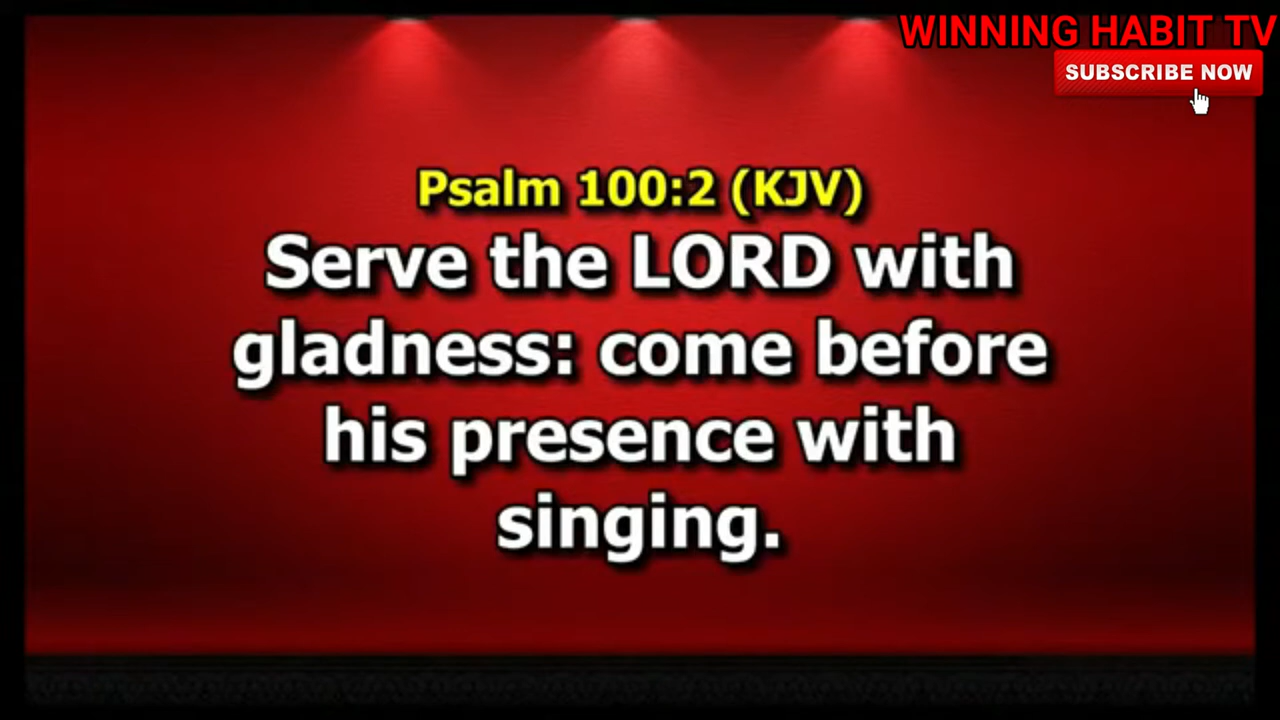 WINNING HABIT TV
SUBSCRIBE NOW
Psalm 100:2 (KJV)
Serve the LORD with
gladness: come before
his presence with
singing.